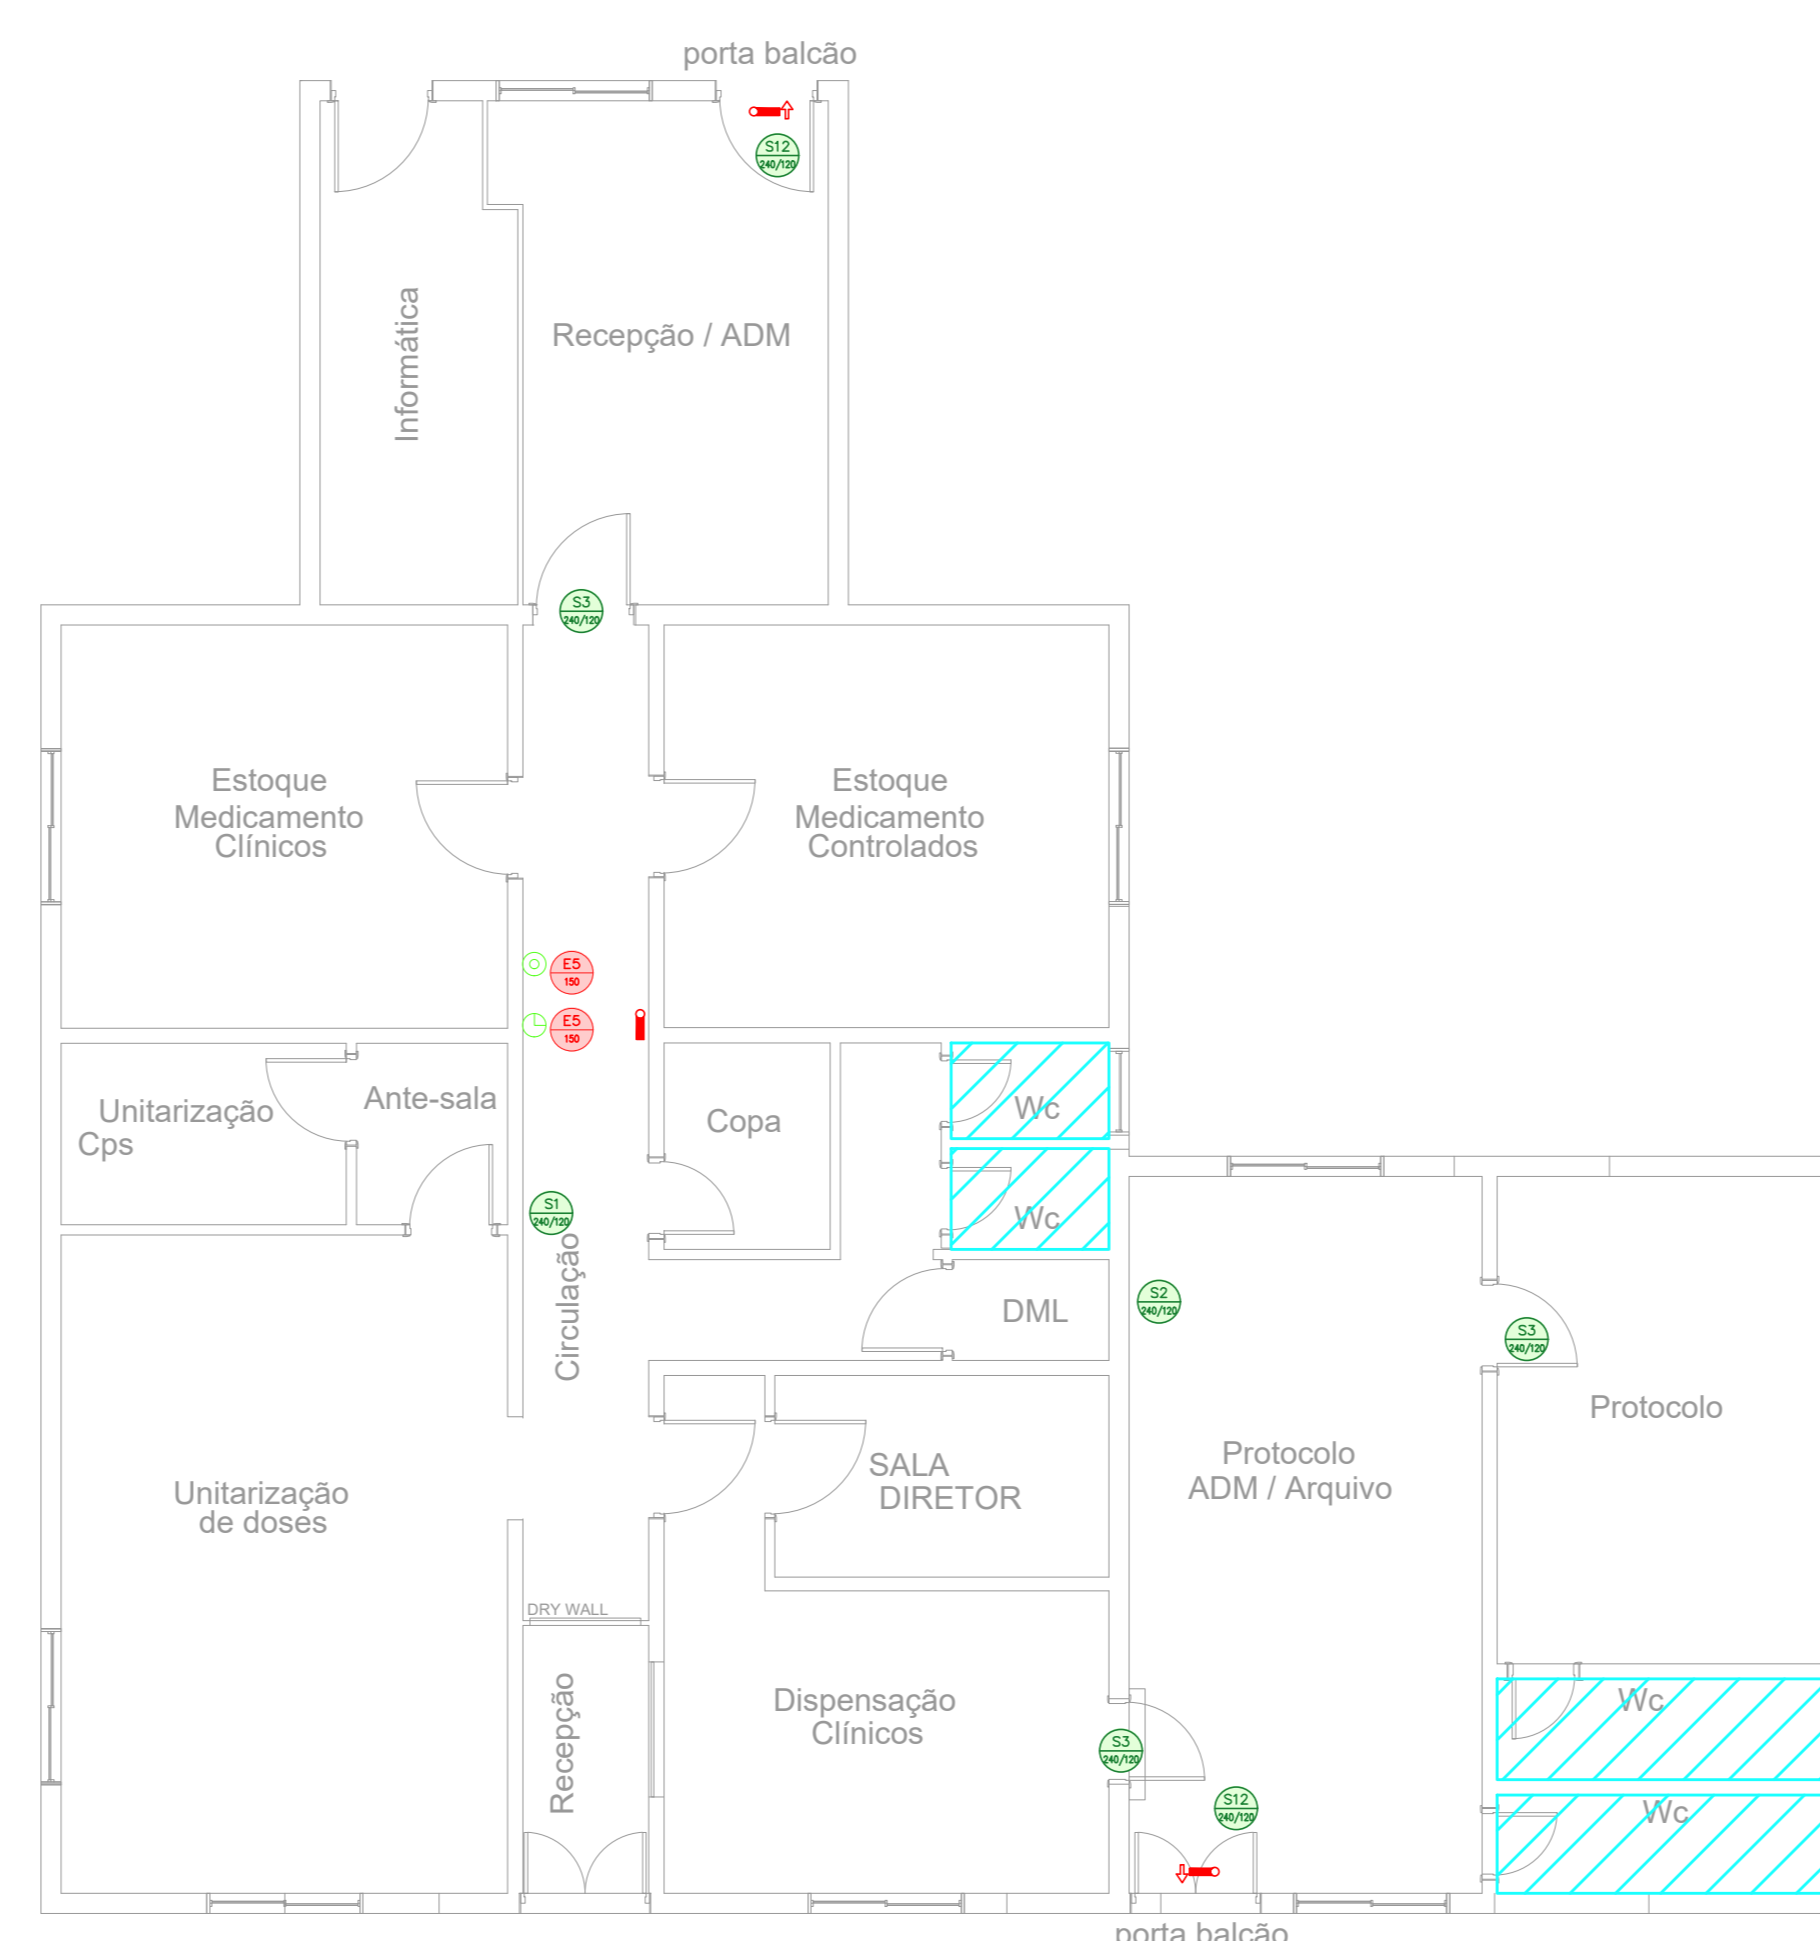 porta balcão
S12
240/120
Informática
Recepção / ADM
S3
240/120
Estoque
Medicamento
Clínicos
Estoque
Medicamento
Controlados
E5
150
E5
150
Unitarização
Cps
Ante-sala
Copa
Wc
Wc
S1
240/120
Circulação
DML
S2
240/120
S3
240/120
Protocolo
Protocolo
ADM / Arquivo
SALA
DIRETOR
Unitarização
de doses
DRY WALL
Recepção
Dispensação
Clínicos
S3
240/120
S12
240/120
Wc
Wc
porta balcão